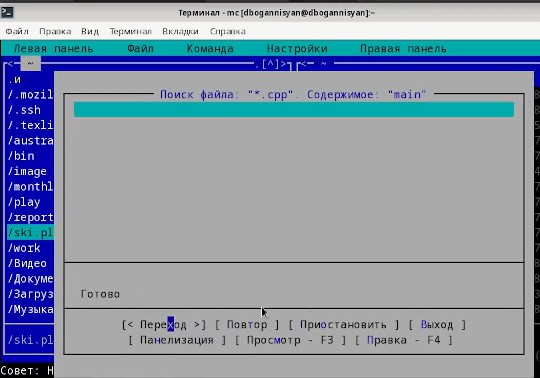 Терминал - mc [dbogannisyan@dbogannisyan]:~
Файл Правка Вид Терминал Вкладки Справка
Левая панель Файл Команда Настройки Правая панель
<─ ~ .[^]>┐┌<─ ~
.и
/.mozil
/.ssh
/.texli
/austra
/bin
/image
/monthl
/play
/report
/ski.pl
/work
/Видео
/Докуме
/Загруз
/Музыка
/ski.pl
Поиск файла: "*.cpp". Содержимое: "main"
Готово
[< Переход >] [ Повтор ] [ Приостановить ] [ Выход ]
[ Панелизация ] [ Просмотр - F3 ] [ Правка - F4 ]
Совет: Н